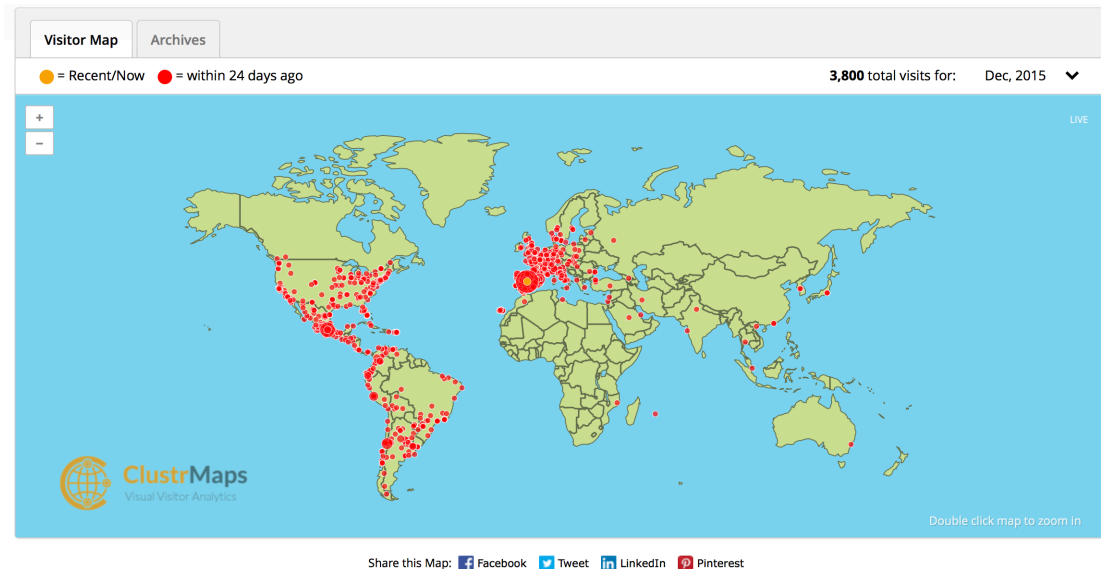 Visitor Map Archives
= Recent/Now = within 24 days ago 3,800 total visits for: Dec, 2015
+
−
LIVE
ClustrMaps
Visual Visitor Analytics
Double click map to zoom in
Share this Map: Facebook Tweet LinkedIn Pinterest